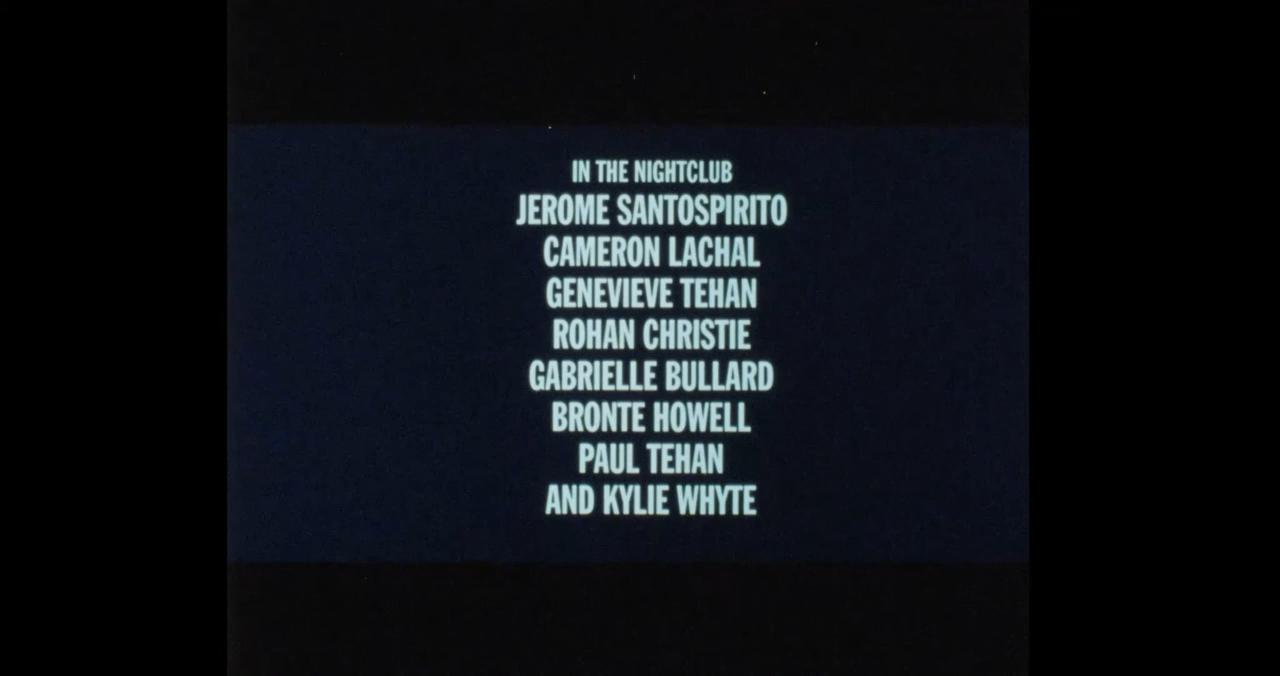 IN THE NIGHTCLUB
JEROME SANTOSPIRITO
CAMERON LACHAL
GENEVIEVE TEHAN
ROHAN CHRISTIE
GABRIELLE BULLARD
BRONTE HOWELL
PAUL TEHAN
AND KYLIE WHYTE